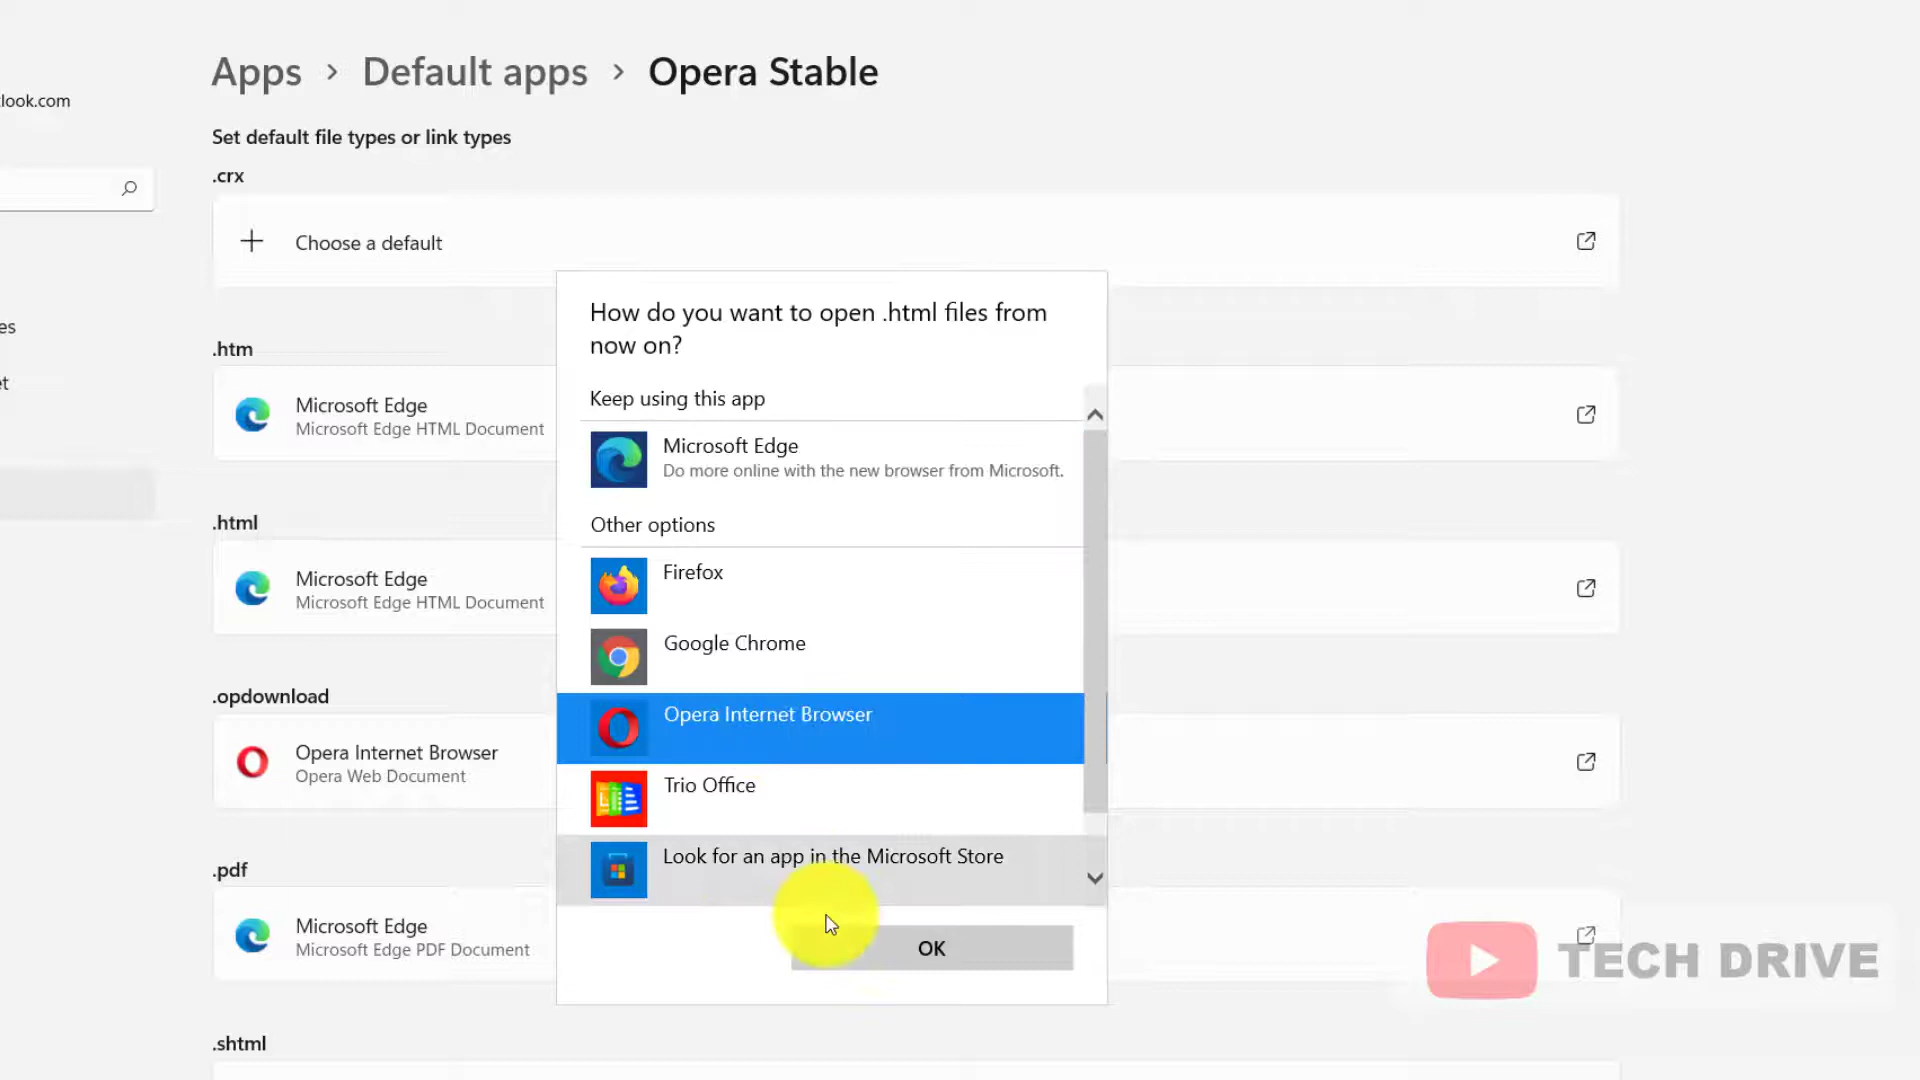 Apps > Default apps > Opera Stable
look.com
Set default file types or link types
.crx
Choose a default
es
.htm
et
Microsoft Edge
Microsoft Edge HTML Document
.html
Microsoft Edge
Microsoft Edge HTML Document
.opdownload
Opera Internet Browser
Opera Web Document
.pdf
Microsoft Edge
Microsoft Edge PDF Document
.shtml
How do you want to open .html files from
now on?
Keep using this app
Microsoft Edge
Do more online with the new browser from Microsoft.
Other options
Firefox
Google Chrome
Opera Internet Browser
Trio Office
Look for an app in the Microsoft Store
OK
TECH DRIVE